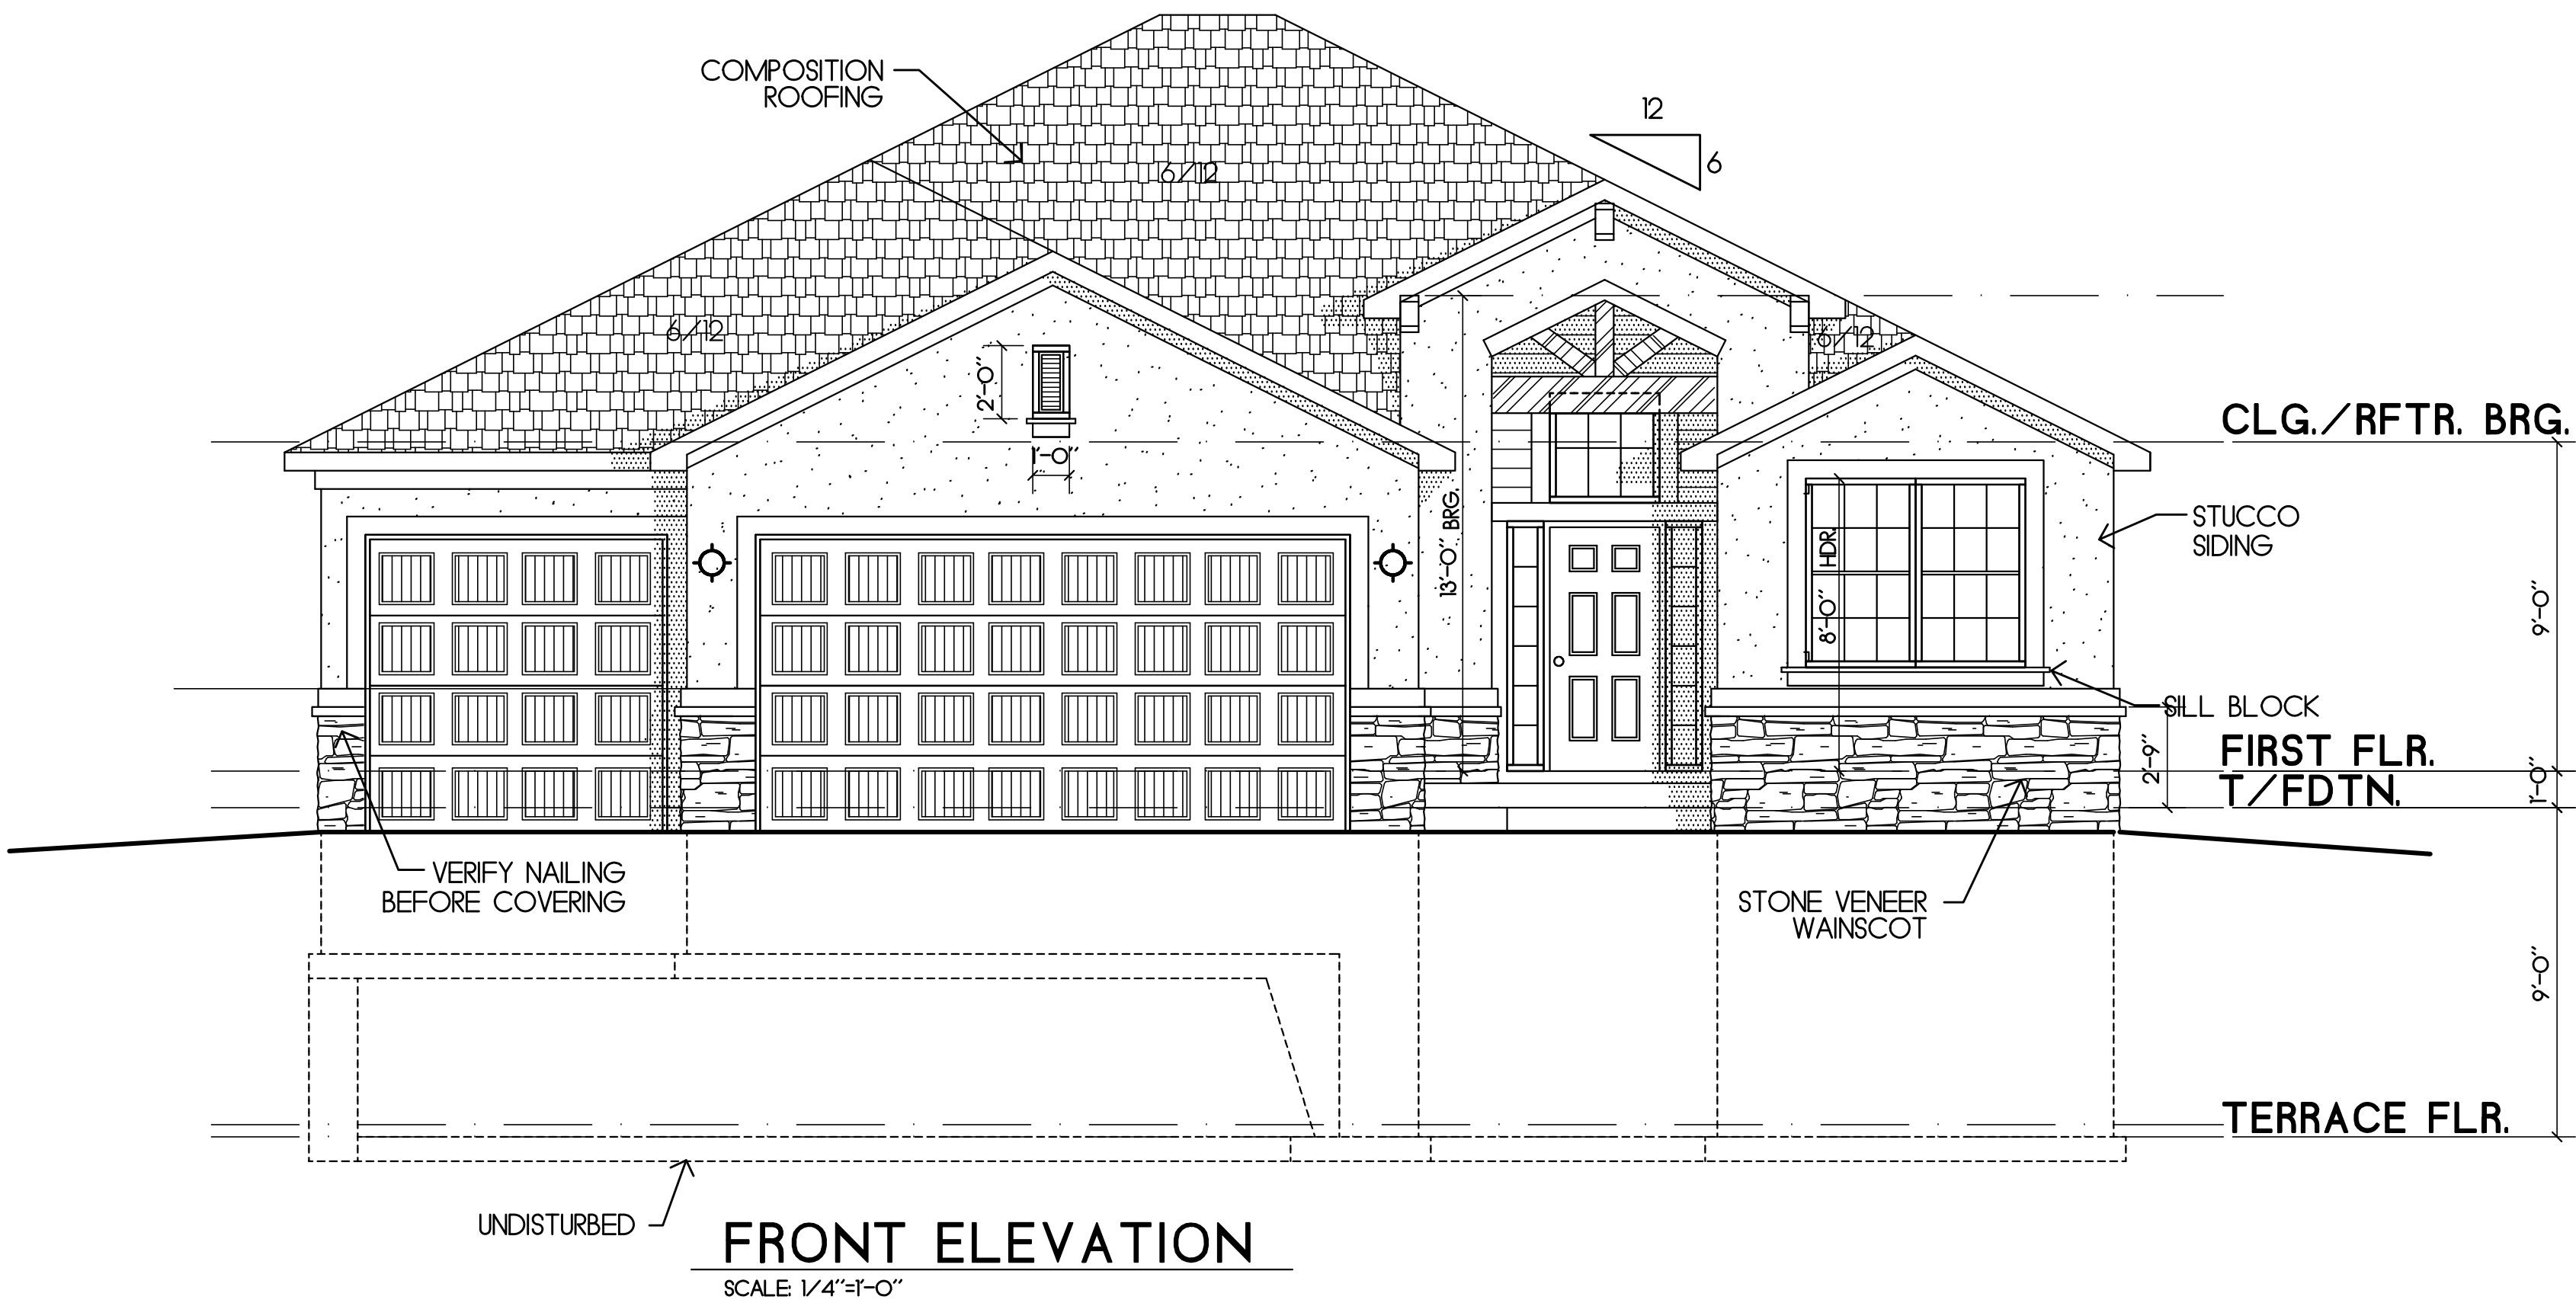 COMPOSITION
ROOFING
12
6
6/12
6/12
6/12
2'-0"
1'-0"
CLG./RFTR. BRG.
13'-0" BRG.
8'-0" HDR.
STUCCO
SIDING
9'-0"
SILL BLOCK
FIRST FLR.
T/FDTN.
2'-9"
1'-0"
VERIFY NAILING
BEFORE COVERING
STONE VENEER
WAINSCOT
9'-0"
TERRACE FLR.
UNDISTURBED
FRONT ELEVATION
SCALE: 1/4"=1'-0"